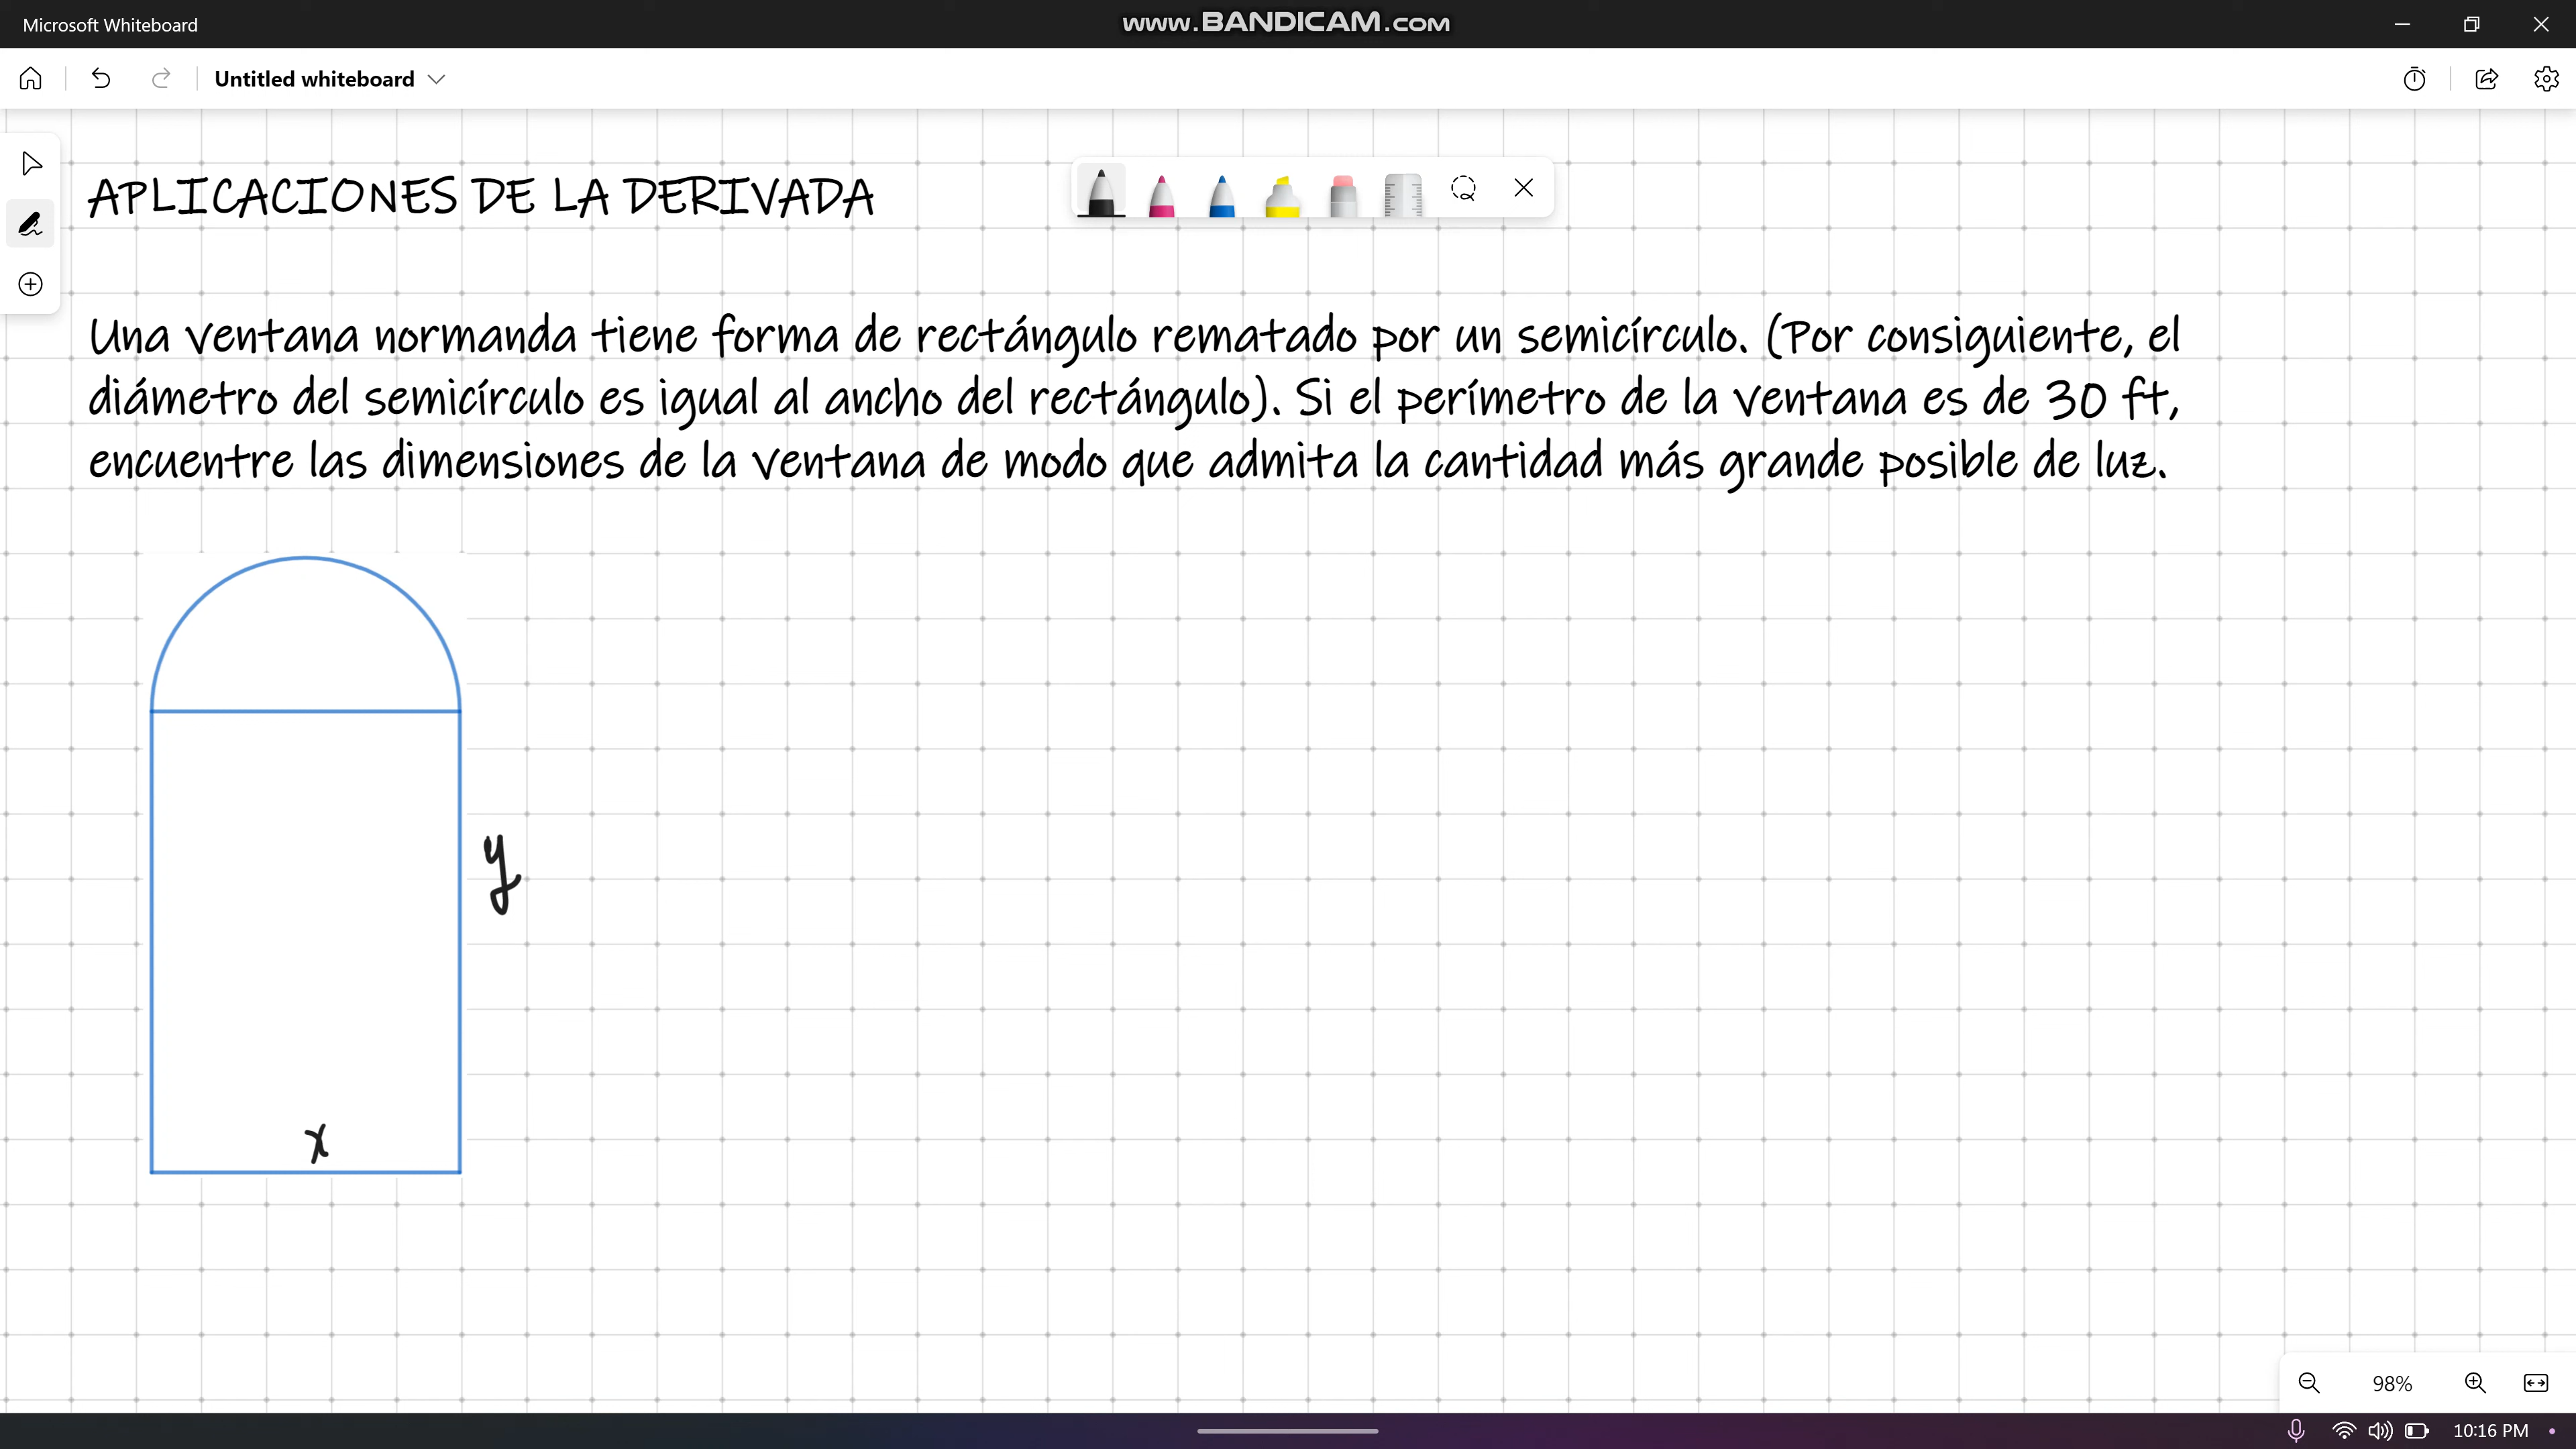 Microsoft Whiteboard
www.BANDICAM.com
Untitled whiteboard
APLICACIONES DE LA DERIVADA
Una ventana normanda tiene forma de rectángulo rematado por un semicírculo. (Por consiguiente, el
diámetro del semicírculo es igual al ancho del rectángulo). Si el perímetro de la ventana es de 30 ft,
encuentre las dimensiones de la ventana de modo que admita la cantidad más grande posible de luz.
y
x
98%
10:16 PM